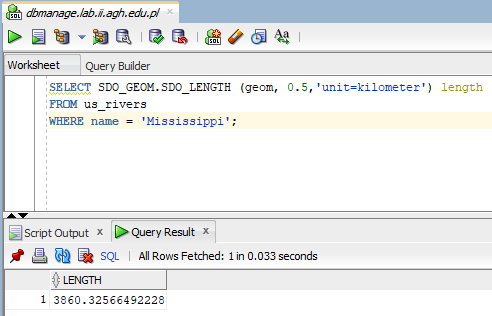 dbmanage.lab.ii.agh.edu.pl
SQL
Aa
Worksheet Query Builder
SELECT SDO_GEOM.SDO_LENGTH (geom, 0.5,'unit=kilometer') length
FROM us_rivers
WHERE name = 'Mississippi';
Script Output x Query Result x
SQL All Rows Fetched: 1 in 0.033 seconds
LENGTH
1 3860.32566492228